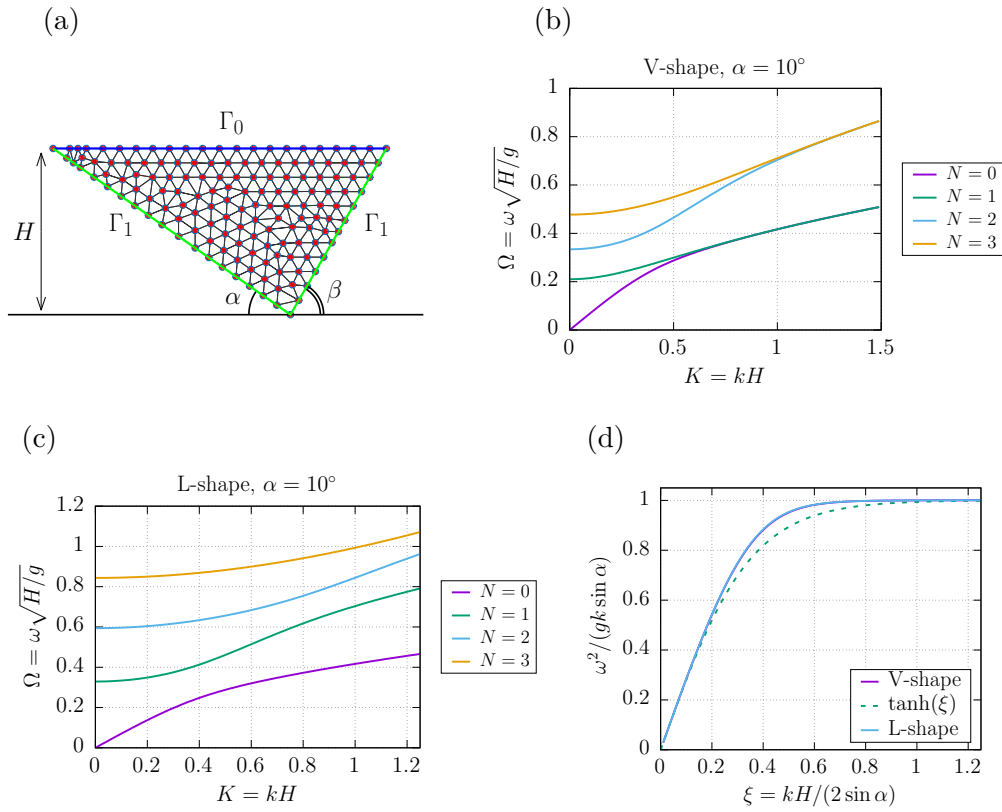 (a)
Γ₀
H
Γ₁
Γ₁
α
β
(b)
V-shape, α = 10°
Ω = ω√H/g
1
0.8
0.6
0.4
0.2
0
0
0.5
1
1.5
K = kH
N = 0
N = 1
N = 2
N = 3
(c)
L-shape, α = 10°
Ω = ω√H/g
1.2
1
0.8
0.6
0.4
0.2
0
0
0.2
0.4
0.6
0.8
1
1.2
K = kH
N = 0
N = 1
N = 2
N = 3
(d)
ω²/(gk sin α)
1
0.8
0.6
0.4
0.2
0
0
0.2
0.4
0.6
0.8
1
1.2
ξ = kH/(2 sin α)
V-shape
tanh(ξ)
L-shape